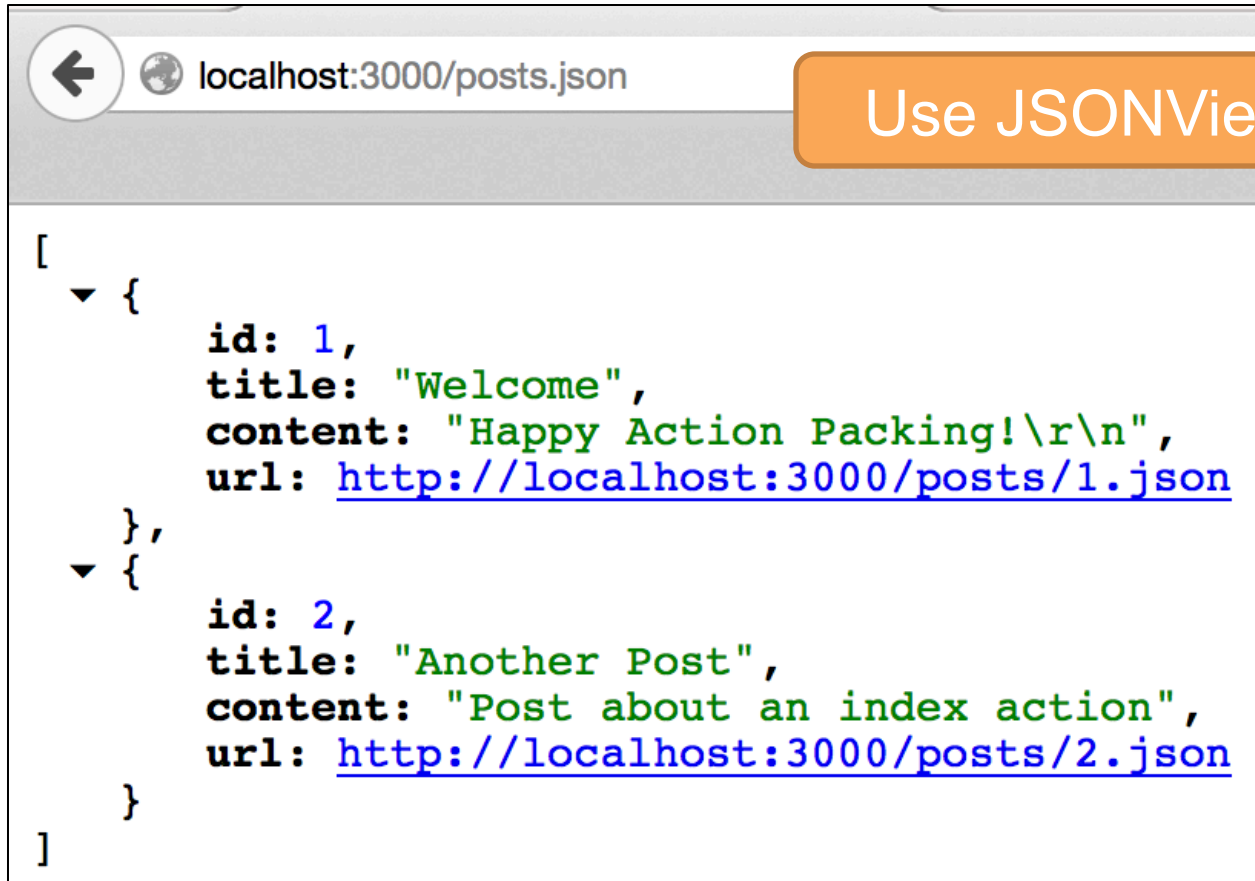 localhost:3000/posts.json
Use JSONVie
[
{
id: 1,
title: "Welcome",
content: "Happy Action Packing!\r\n",
url: http://localhost:3000/posts/1.json
},
{
id: 2,
title: "Another Post",
content: "Post about an index action",
url: http://localhost:3000/posts/2.json
}
]